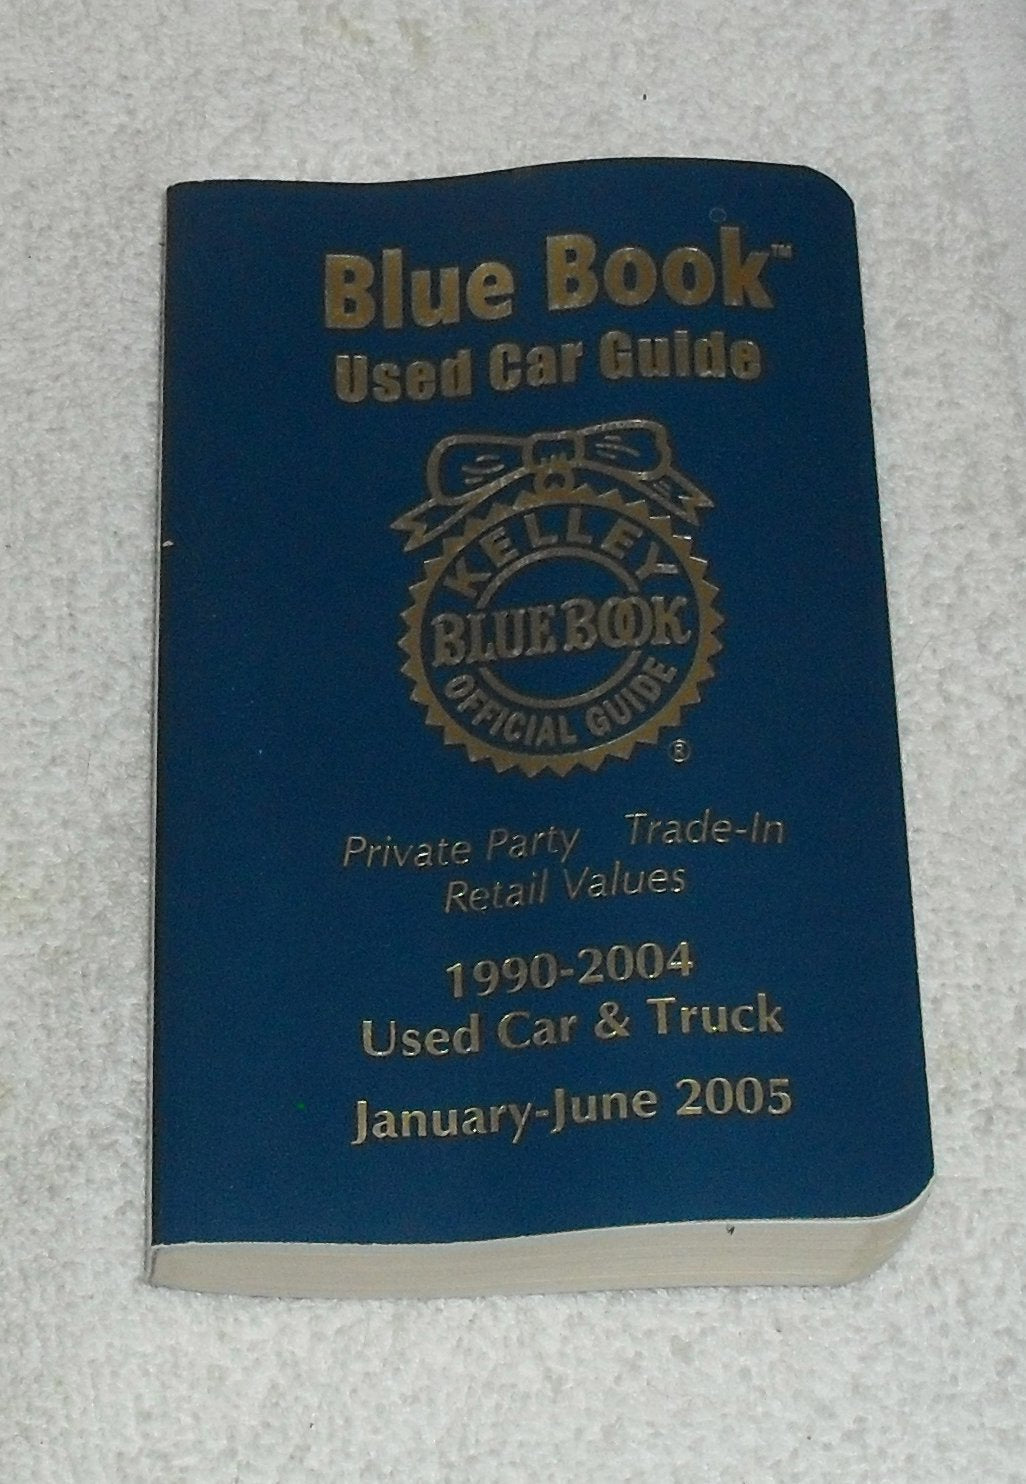 Blue Book™
Used Car Guide
KELLEY
BLUE BOOK
OFFICIAL GUIDE
®
Private Party Trade-In
Retail Values
1990-2004
Used Car & Truck
January-June 2005